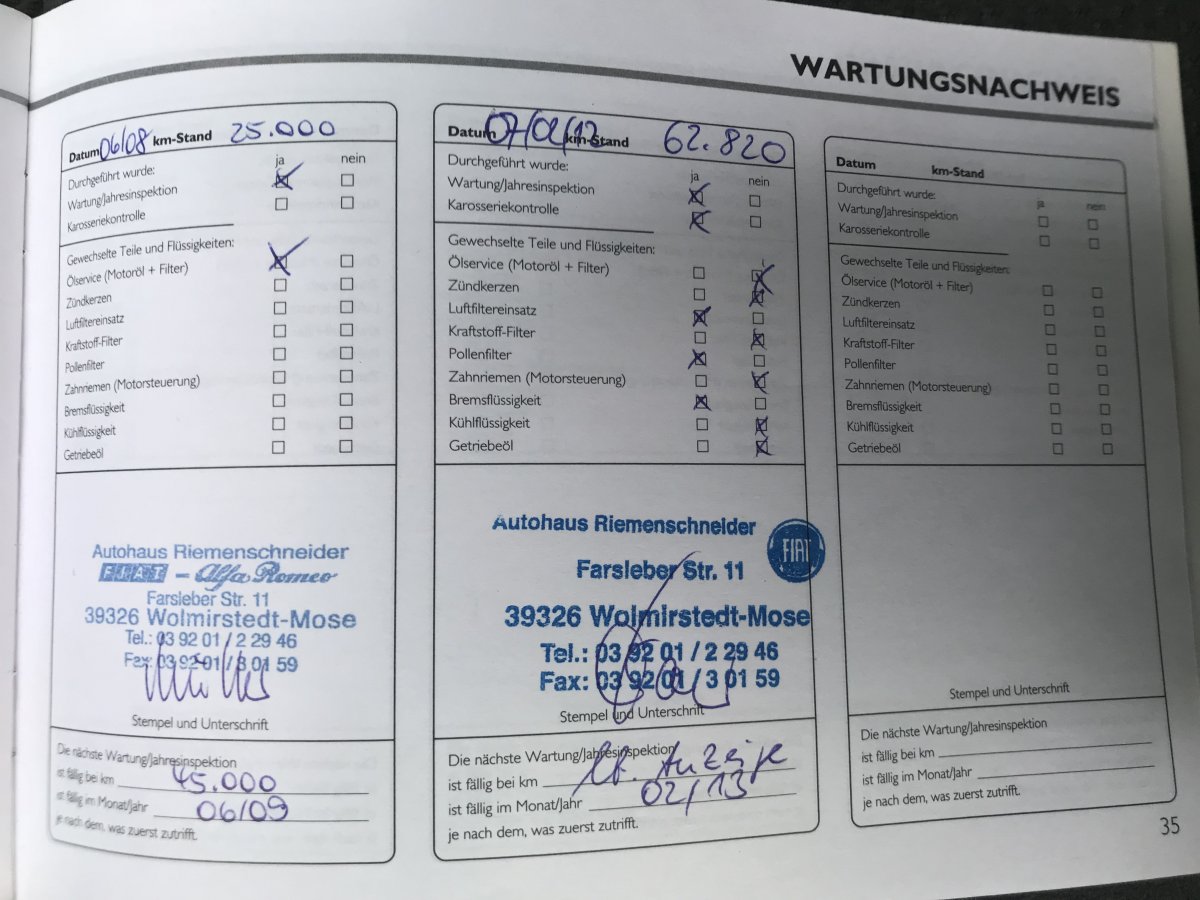 WARTUNGSNACHWEIS
Datum 06/08 km-Stand 25.000
ja nein
Durchgeführt wurde:
Wartung/Jahresinspektion
Karosseriekontrolle
Gewechselte Teile und Flüssigkeiten:
Ölservice (Motoröl + Filter)
Zündkerzen
Luftfiltereinsatz
Kraftstoff-Filter
Pollenfilter
Zahnriemen (Motorsteuerung)
Bremsflüssigkeit
Kühlflüssigkeit
Getriebeöl
Autohaus Riemenschneider
FIAT - Alfa Romeo
Farsleber Str. 11
39326 Wolmirstedt-Mose
Tel.: 03 92 01 / 2 29 46
Fax: 03 92 01 / 3 01 59
Stempel und Unterschrift
Die nächste Wartung/Jahresinspektion
ist fällig bei km 45.000
ist fällig im Monat/Jahr 06/09
je nach dem, was zuerst zutrifft.
Datum 07/02/12 km-Stand 62.820
Durchgeführt wurde:
ja nein
Wartung/Jahresinspektion
Karosseriekontrolle
Gewechselte Teile und Flüssigkeiten:
Ölservice (Motoröl + Filter)
Zündkerzen
Luftfiltereinsatz
Kraftstoff-Filter
Pollenfilter
Zahnriemen (Motorsteuerung)
Bremsflüssigkeit
Kühlflüssigkeit
Getriebeöl
Autohaus Riemenschneider
FIAT
Farsleber Str. 11
39326 Wolmirstedt-Mose
Tel.: 03 92 01 / 2 29 46
Fax: 03 92 01 / 3 01 59
Stempel und Unterschrift
Die nächste Wartung/Jahresinspektion
ist fällig bei km lt. Anzeige
ist fällig im Monat/Jahr 02/13
je nach dem, was zuerst zutrifft.
Datum km-Stand
Durchgeführt wurde:
ja nein
Wartung/Jahresinspektion
Karosseriekontrolle
Gewechselte Teile und Flüssigkeiten:
Ölservice (Motoröl + Filter)
Zündkerzen
Luftfiltereinsatz
Kraftstoff-Filter
Pollenfilter
Zahnriemen (Motorsteuerung)
Bremsflüssigkeit
Kühlflüssigkeit
Getriebeöl
Stempel und Unterschrift
Die nächste Wartung/Jahresinspektion
ist fällig bei km
ist fällig im Monat/Jahr
je nach dem, was zuerst zutrifft.
35